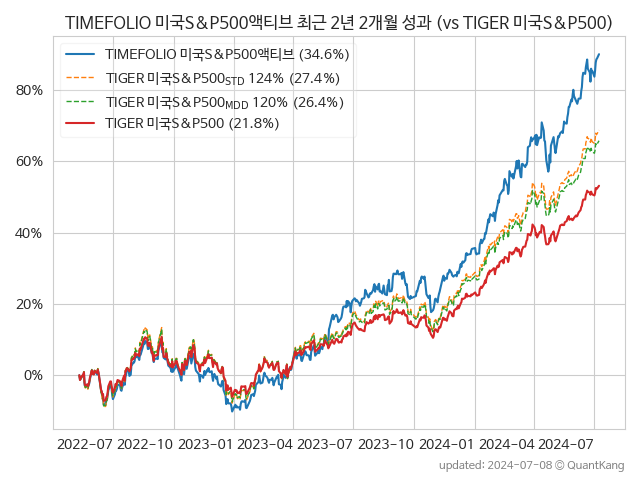 TIMEFOLIO 미국S&P500액티브 최근 2년 2개월 성과 (vs TIGER 미국S&P500)
TIMEFOLIO 미국S&P500액티브 (34.6%)
TIGER 미국S&P500STD 124% (27.4%)
TIGER 미국S&P500MDD 120% (26.4%)
TIGER 미국S&P500 (21.8%)
80%
60%
40%
20%
0%
2022-07 2022-10 2023-01 2023-04 2023-07 2023-10 2024-01 2024-04 2024-07
updated: 2024-07-08 © QuantKang